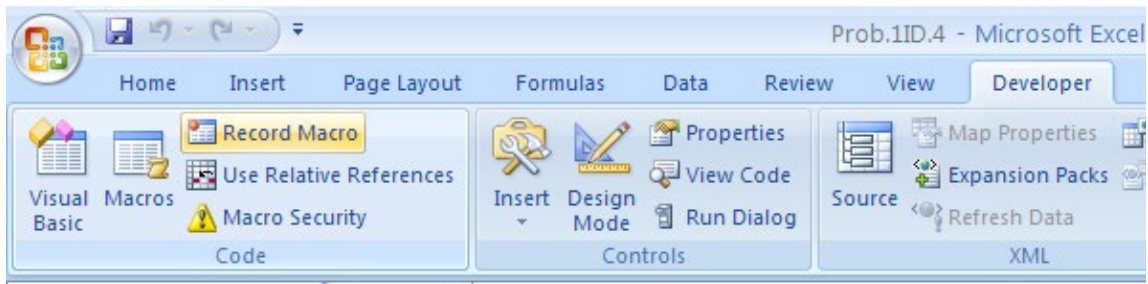 Prob.1ID.4 - Microsoft Excel
Home Insert Page Layout Formulas Data Review View Developer
Record Macro
Use Relative References
Macro Security
Visual Basic
Macros
Code
Insert
Design Mode
Properties
View Code
Run Dialog
Controls
Source
Map Properties
Expansion Packs
Refresh Data
XML